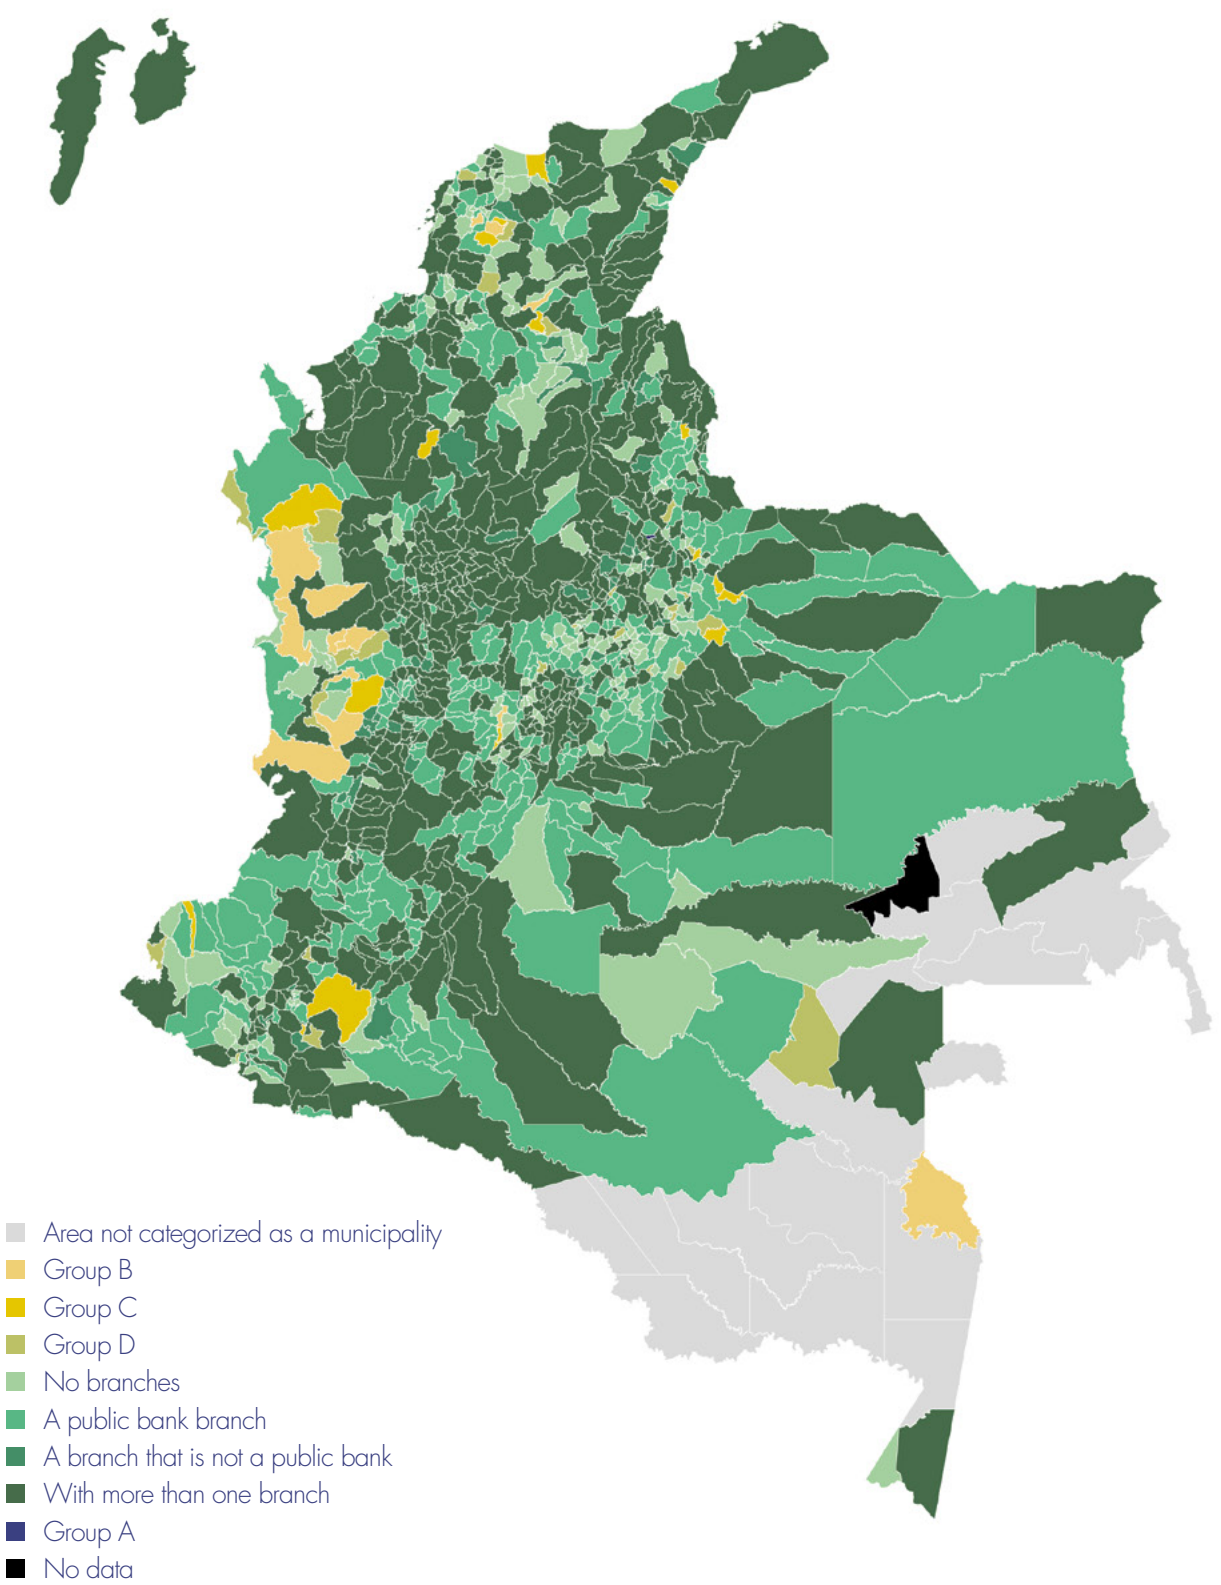 Area not categorized as a municipality
Group B
Group C
Group D
No branches
A public bank branch
A branch that is not a public bank
With more than one branch
Group A
No data